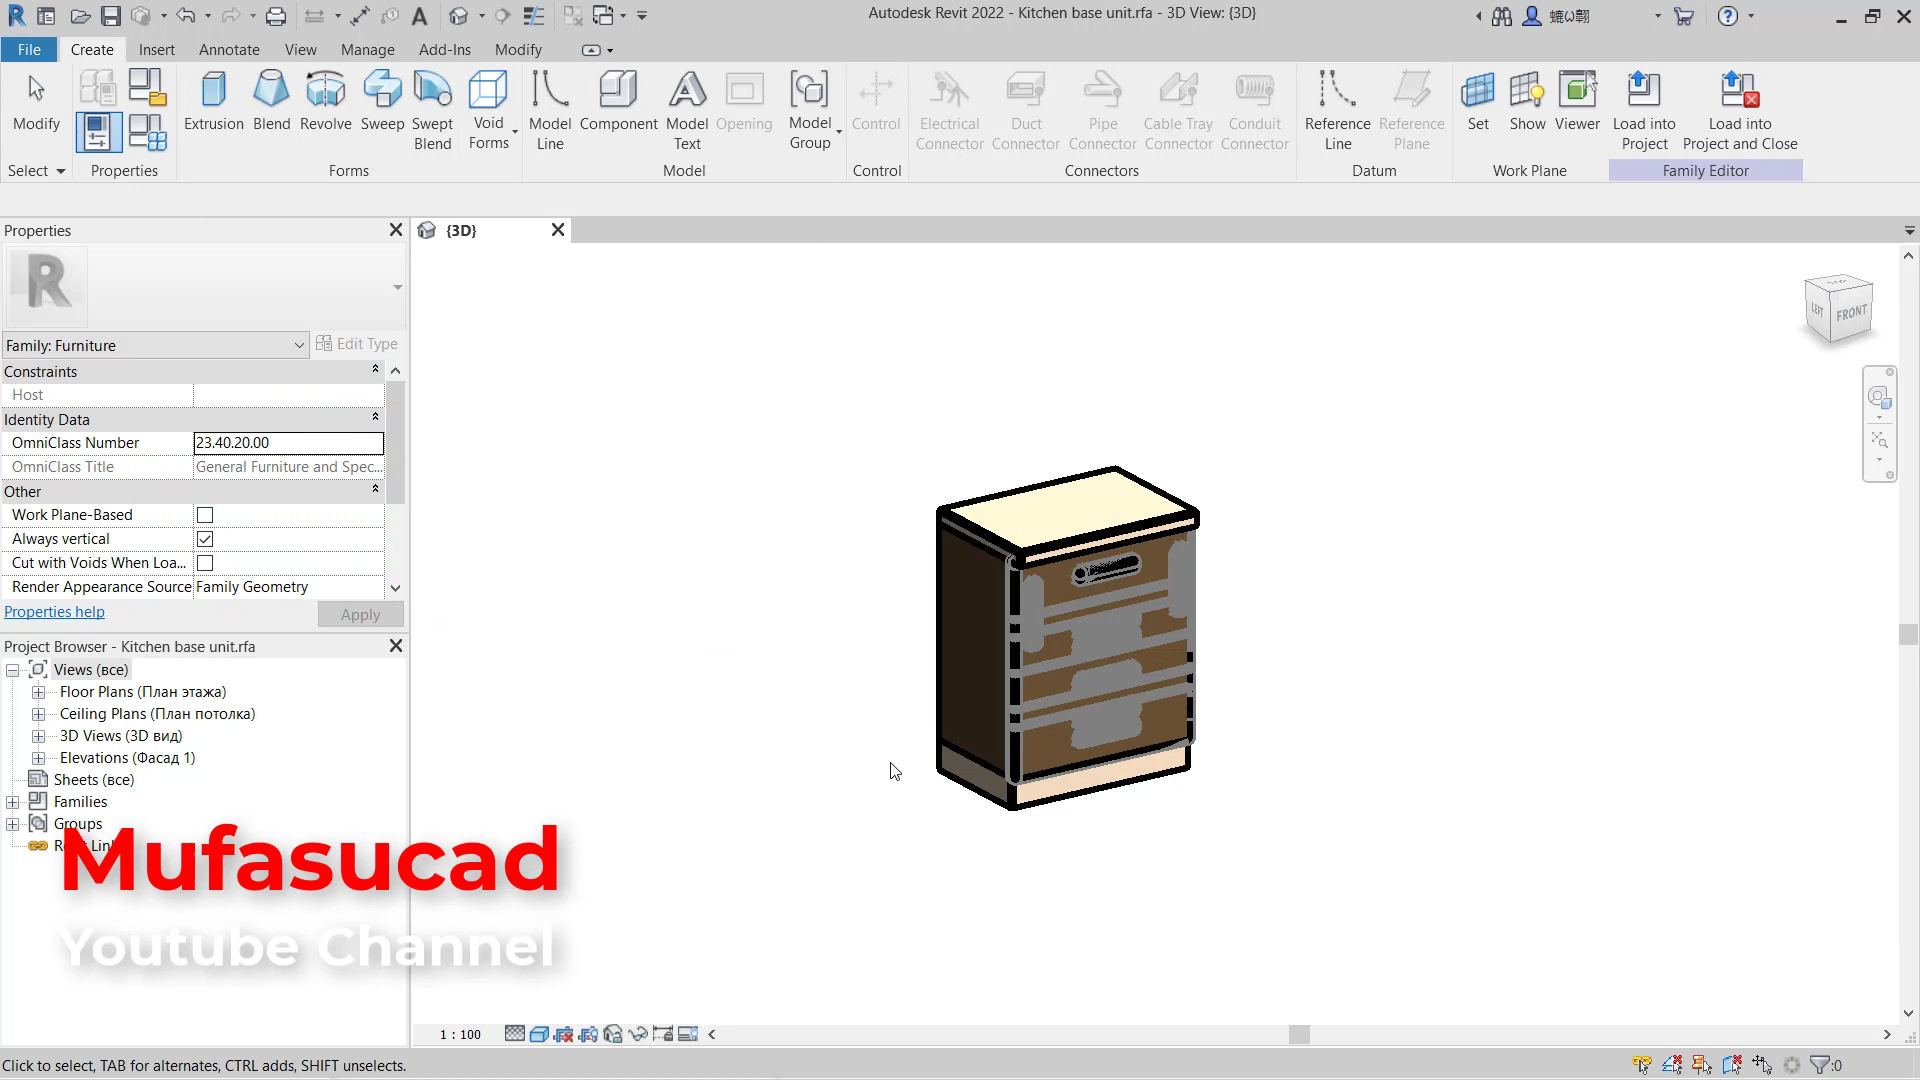 Autodesk Revit 2022 - Kitchen base unit.rfa - 3D View: {3D}
File Create Insert Annotate View Manage Add-Ins Modify
Modify
Extrusion Blend Revolve Sweep Swept Blend Void Forms
Model Line Component Model Text Opening Model Group
Control
Electrical Connector Duct Connector Pipe Connector Cable Tray Connector Conduit Connector
Reference Line Reference Plane
Set Show Viewer
Load into Project Load into Project and Close
Select Properties Forms Model Control Connectors Datum Work Plane Family Editor
Properties
{3D}
Family: Furniture
Edit Type
Constraints
Host
Identity Data
OmniClass Number 23.40.20.00
OmniClass Title General Furniture and Spec...
Other
Work Plane-Based
Always vertical
Cut with Voids When Loa...
Render Appearance Source Family Geometry
Properties help
Apply
LEFT FRONT
Project Browser - Kitchen base unit.rfa
Views (все)
Floor Plans (План этажа)
Ceiling Plans (План потолка)
3D Views (3D вид)
Elevations (Фасад 1)
Sheets (все)
Families
Groups
Mufasucad
Youtube Channel
1 : 100
Click to select, TAB for alternates, CTRL adds, SHIFT unselects.
:0